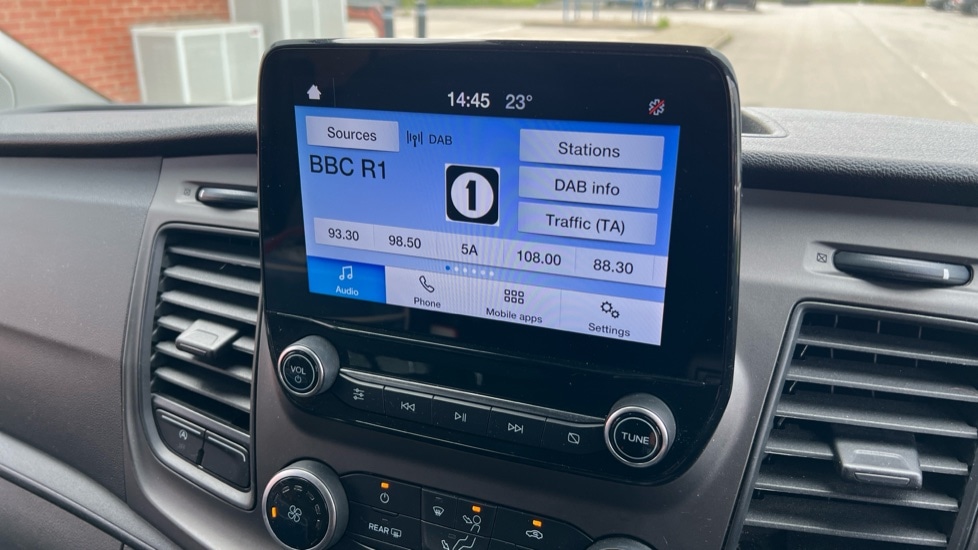 14:45 23°
Sources DAB
Stations
BBC R1
1
DAB info
Traffic (TA)
93.30 98.50 5A 108.00 88.30
Audio Phone Mobile apps Settings
VOL
TUNE
REAR